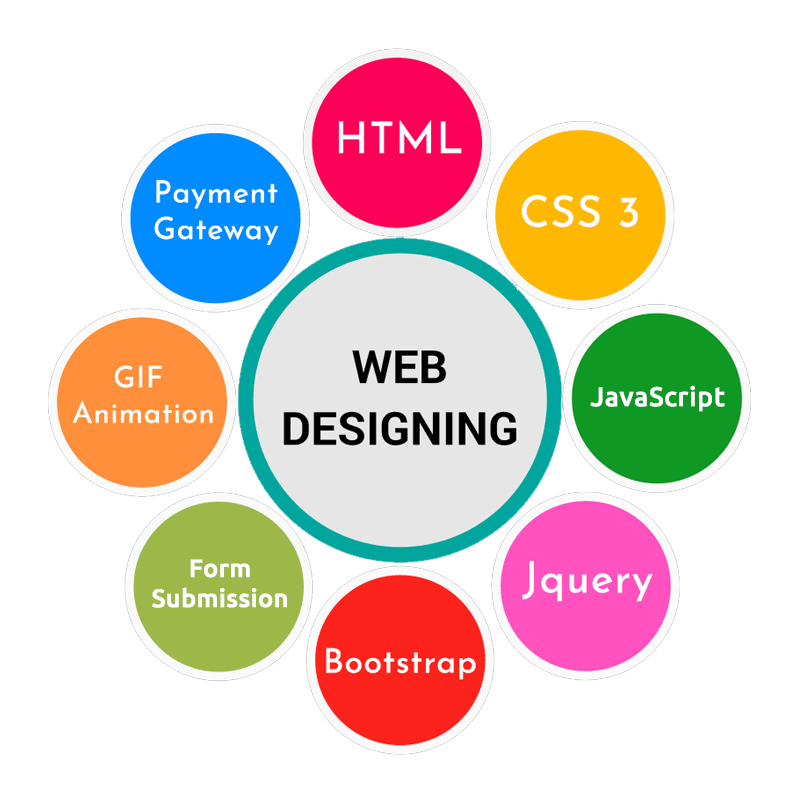 HTML
CSS 3
JavaScript
Jquery
Bootstrap
Form
Submission
GIF
Animation
Payment
Gateway
WEB
DESIGNING